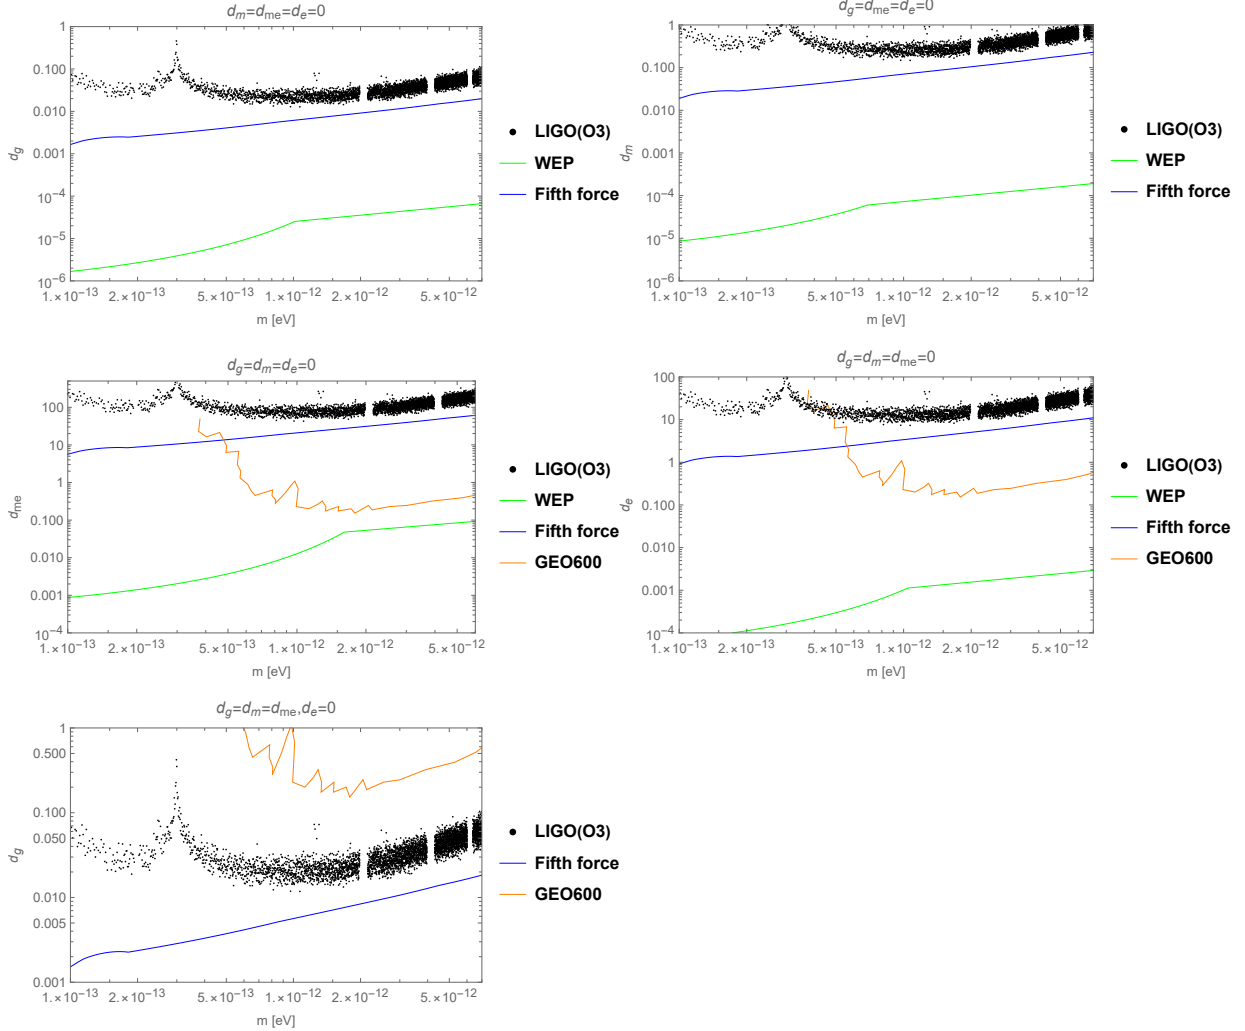 d_m=d_me=d_e=0
1
0.100
0.010
0.001
10⁻⁴
10⁻⁵
10⁻⁶
d_g
1.×10⁻¹³ 2.×10⁻¹³ 5.×10⁻¹³ 1.×10⁻¹² 2.×10⁻¹² 5.×10⁻¹²
m [eV]
LIGO(O3)
WEP
Fifth force
d_g=d_me=d_e=0
1
0.100
0.010
0.001
10⁻⁴
10⁻⁵
10⁻⁶
d_m
1.×10⁻¹³ 2.×10⁻¹³ 5.×10⁻¹³ 1.×10⁻¹² 2.×10⁻¹² 5.×10⁻¹²
m [eV]
LIGO(O3)
WEP
Fifth force
d_g=d_m=d_e=0
100
10
1
0.100
0.010
0.001
10⁻⁴
d_me
1.×10⁻¹³ 2.×10⁻¹³ 5.×10⁻¹³ 1.×10⁻¹² 2.×10⁻¹² 5.×10⁻¹²
m [eV]
LIGO(O3)
WEP
Fifth force
GEO600
d_g=d_m=d_me=0
100
10
1
0.100
0.010
0.001
10⁻⁴
d_e
1.×10⁻¹³ 2.×10⁻¹³ 5.×10⁻¹³ 1.×10⁻¹² 2.×10⁻¹² 5.×10⁻¹²
m [eV]
LIGO(O3)
WEP
Fifth force
GEO600
d_g=d_m=d_me,d_e=0
1
0.500
0.100
0.050
0.010
0.005
0.001
d_g
1.×10⁻¹³ 2.×10⁻¹³ 5.×10⁻¹³ 1.×10⁻¹² 2.×10⁻¹² 5.×10⁻¹²
m [eV]
LIGO(O3)
Fifth force
GEO600